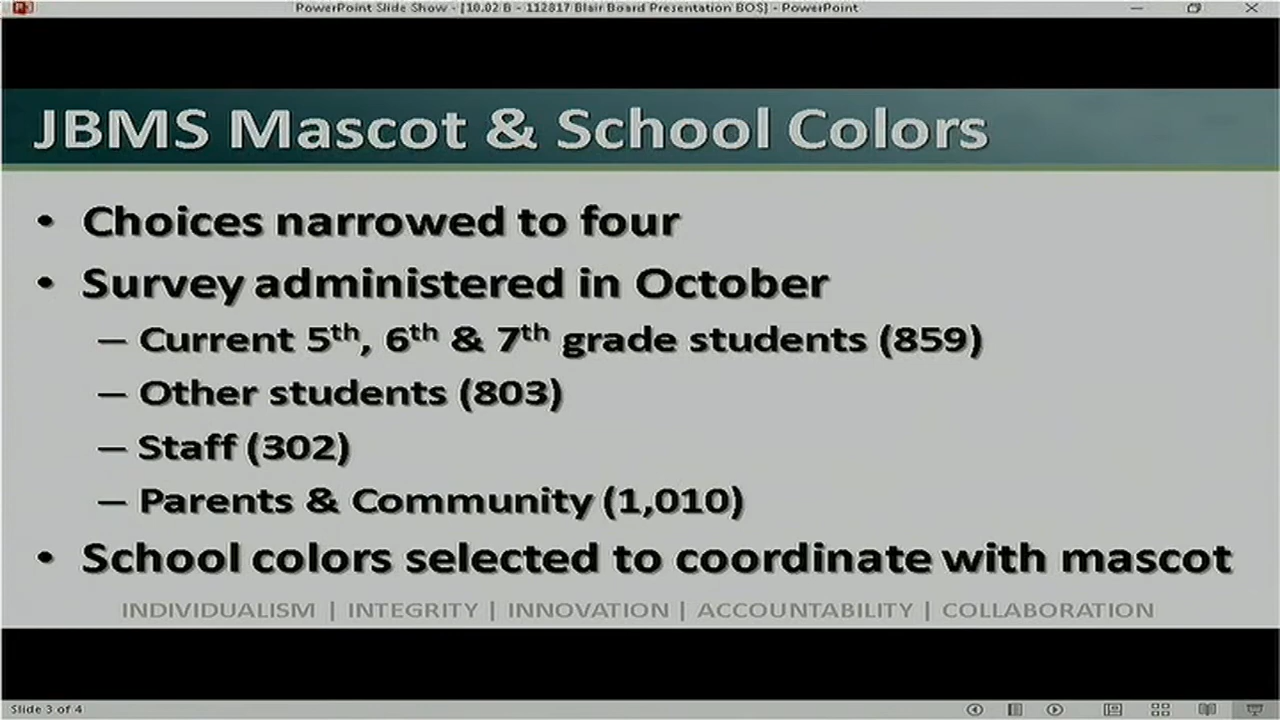 PowerPoint Slide Show - [10.02 B - 112817 Blair Board Presentation BOS] - PowerPoint
JBMS Mascot & School Colors
• Choices narrowed to four
• Survey administered in October
– Current 5th, 6th & 7th grade students (859)
– Other students (803)
– Staff (302)
– Parents & Community (1,010)
• School colors selected to coordinate with mascot
INDIVIDUALISM | INTEGRITY | INNOVATION | ACCOUNTABILITY | COLLABORATION
Slide 3 of 4